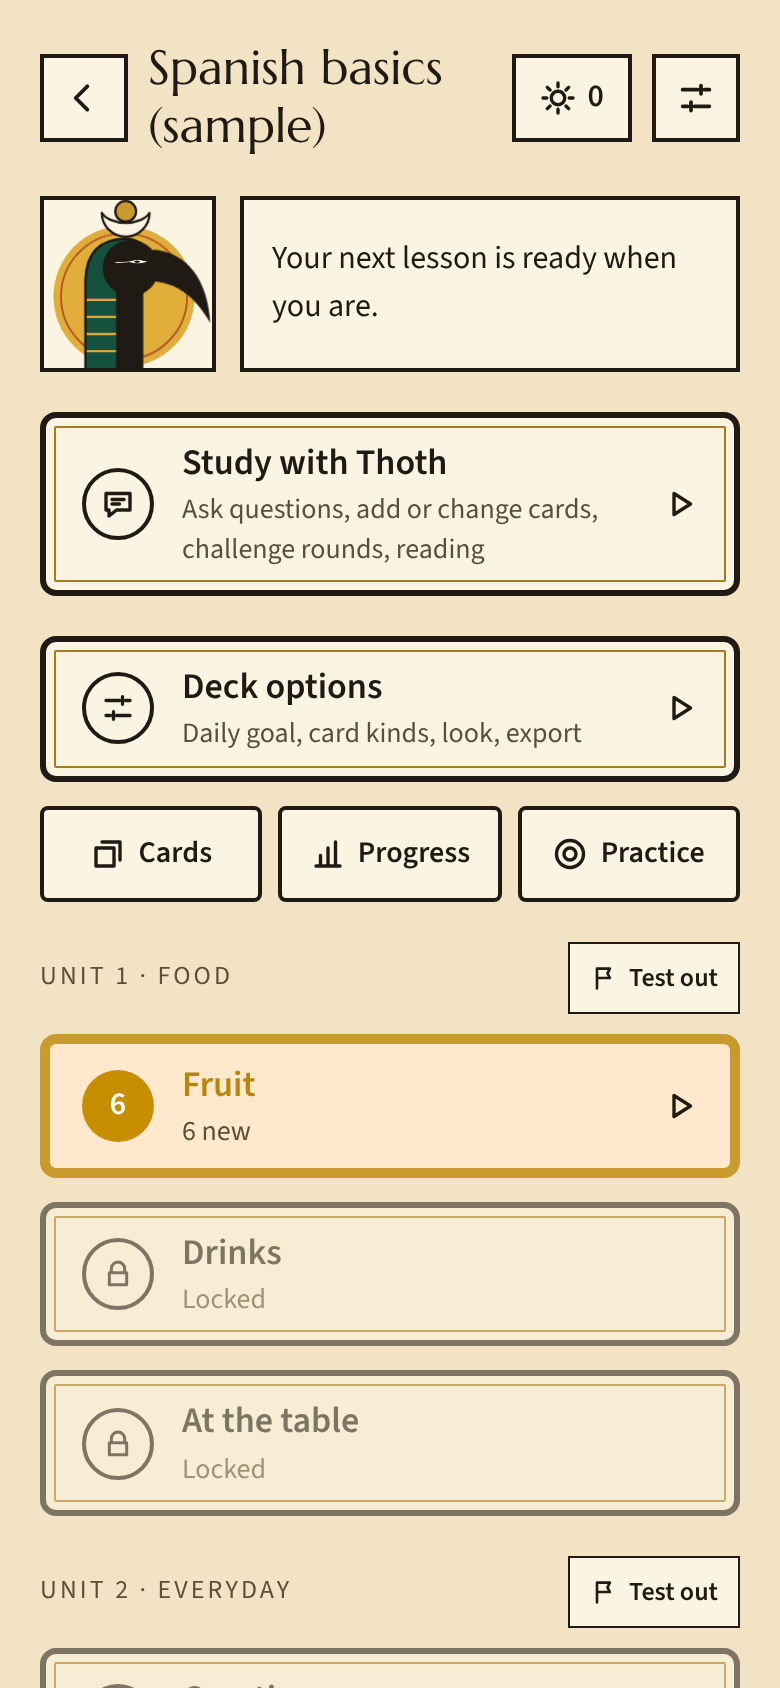 Spanish basics
(sample)
0
Your next lesson is ready when
you are.
Study with Thoth
Ask questions, add or change cards,
challenge rounds, reading
Deck options
Daily goal, card kinds, look, export
Cards
Progress
Practice
UNIT 1 · FOOD
Test out
6
Fruit
6 new
Drinks
Locked
At the table
Locked
UNIT 2 · EVERYDAY
Test out